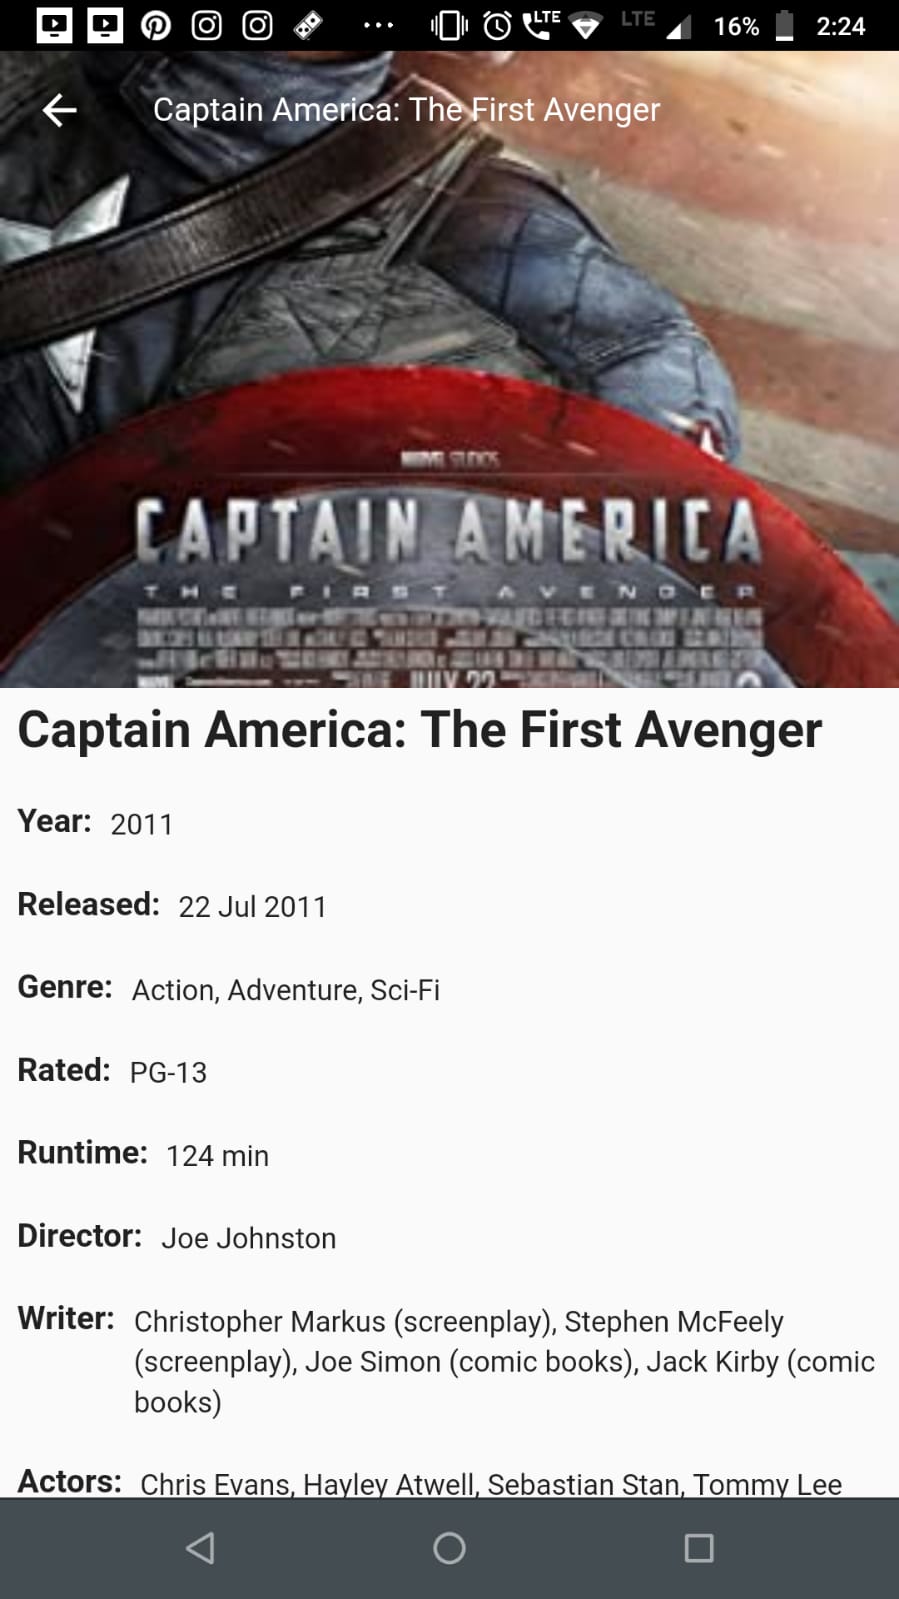 LTE
LTE
16%
2:24
Captain America: The First Avenger
MARVEL STUDIOS
CAPTAIN AMERICA
THE FIRST AVENGER
JULY 22
Captain America: The First Avenger
Year: 2011
Released: 22 Jul 2011
Genre: Action, Adventure, Sci-Fi
Rated: PG-13
Runtime: 124 min
Director: Joe Johnston
Writer: Christopher Markus (screenplay), Stephen McFeely
(screenplay), Joe Simon (comic books), Jack Kirby (comic
books)
Actors: Chris Evans, Hayley Atwell, Sebastian Stan, Tommy Lee